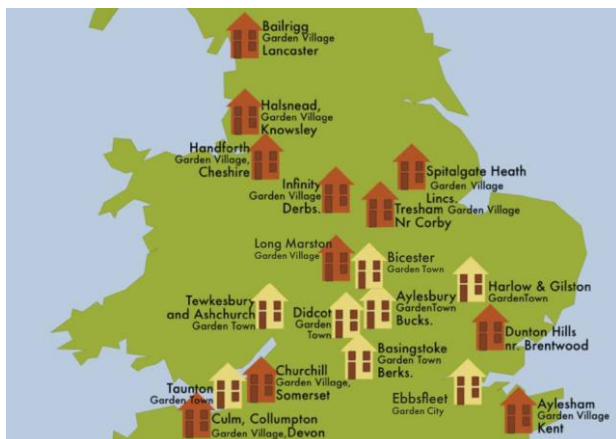 Bailrigg
Garden Village
Lancaster
Halsnead,
Garden Village
Knowsley
Handforth
Garden Village,
Cheshire
Infinity
Garden Village
Derbs.
Spitalgate Heath
Garden Village
Lincs.
Tresham Garden Village
Nr Corby
Long Marston
Garden Village
Bicester
Garden Town
Harlow & Gilston
GardenTown
Tewkesbury
and Ashchurch
Garden Town
Didcot
Garden
Town
Aylesbury
GardenTown
Bucks.
Dunton Hills
nr. Brentwood
Basingstoke
Garden Town
Berks.
Churchill
Garden Village,
Somerset
Taunton
Garden Town
Ebbsfleet
Garden City
Culm, Collumpton
Garden Village,Devon
Aylesham
Garden Village
Kent